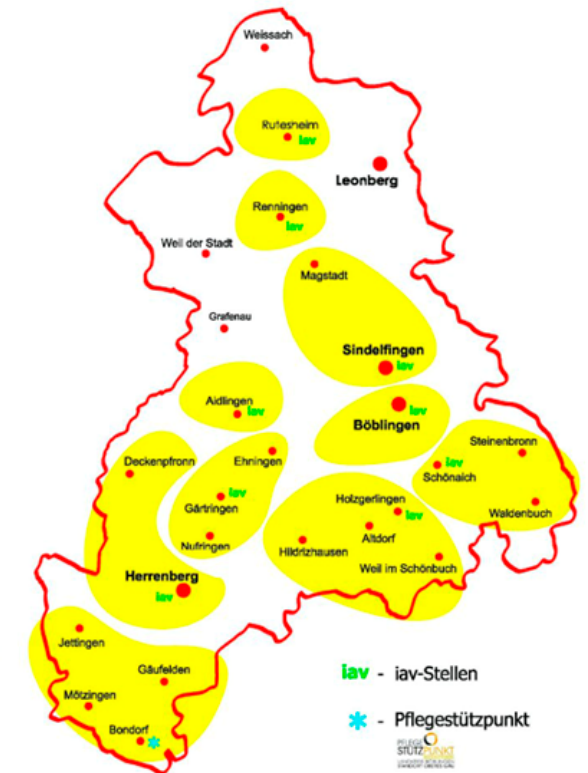 Weissach
Rutesheim
iav
Leonberg
Renningen
iav
Weil der Stadt
Magstadt
Grafenau
Sindelfingen
iav
Aidlingen
iav
iav
Böblingen
Steinenbronn
Deckenpfronn
Ehningen
iav
Schönaich
iav
Gärtringen
Holzgerlingen
iav
Waldenbuch
Altdorf
Nufringen
Hildrizhausen
Weil im Schönbuch
Herrenberg
iav
Jettingen
Gäufelden
Mötzingen
Bondorf
iav - iav-Stellen
- Pflegestützpunkt
PFLEGE
STÜTZPUNKT